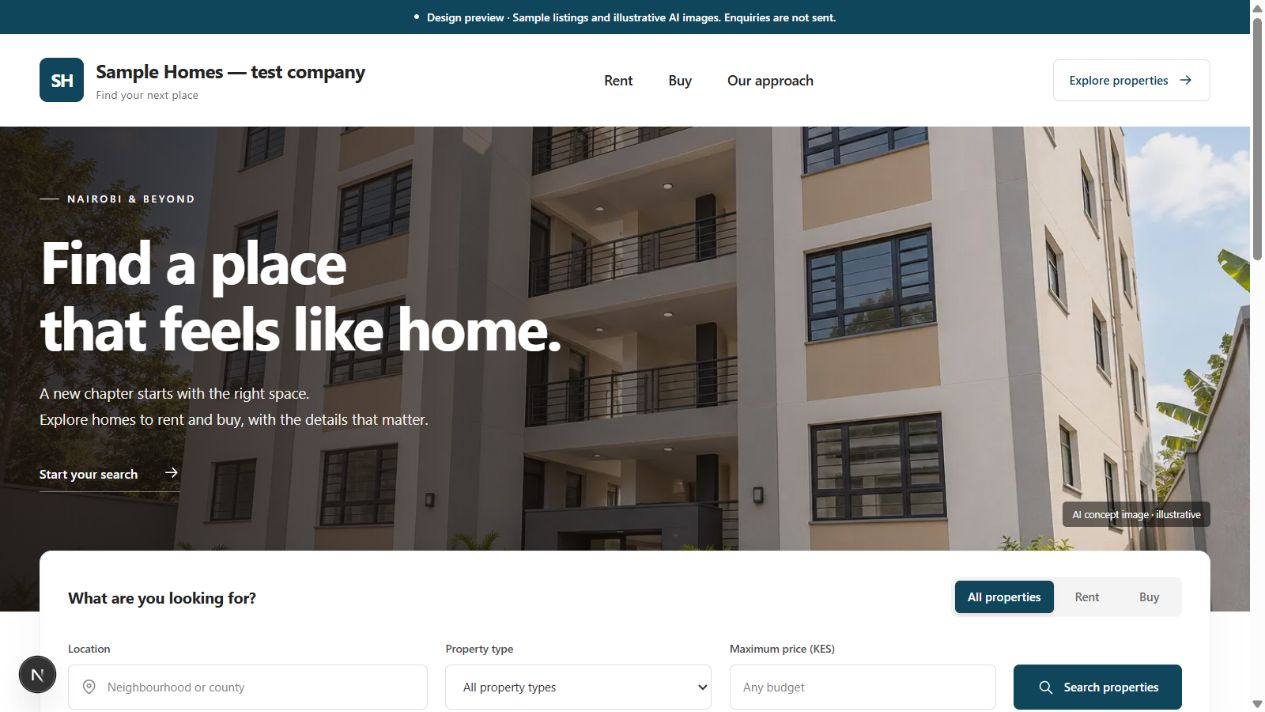 Design preview · Sample listings and illustrative AI images. Enquiries are not sent.
SH
Sample Homes — test company
Find your next place
Rent
Buy
Our approach
Explore properties
NAIROBI & BEYOND
Find a place
that feels like home.
A new chapter starts with the right space.
Explore homes to rent and buy, with the details that matter.
Start your search
AI concept image · illustrative
What are you looking for?
All properties
Rent
Buy
Location
Property type
Maximum price (KES)
Neighbourhood or county
All property types
Any budget
Search properties
N